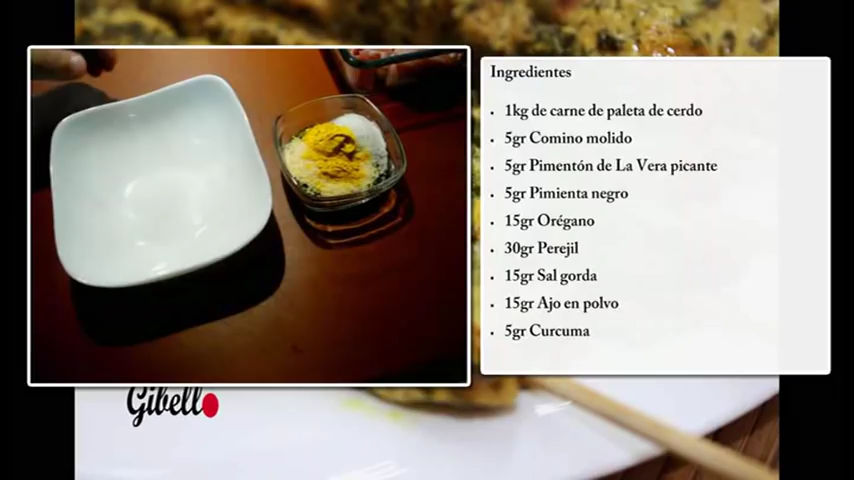 Ingredientes
• 1kg de carne de paleta de cerdo
• 5gr Comino molido
• 5gr Pimentón de La Vera picante
• 5gr Pimienta negro
• 15gr Orégano
• 30gr Perejil
• 15gr Sal gorda
• 15gr Ajo en polvo
• 5gr Curcuma
Gibello